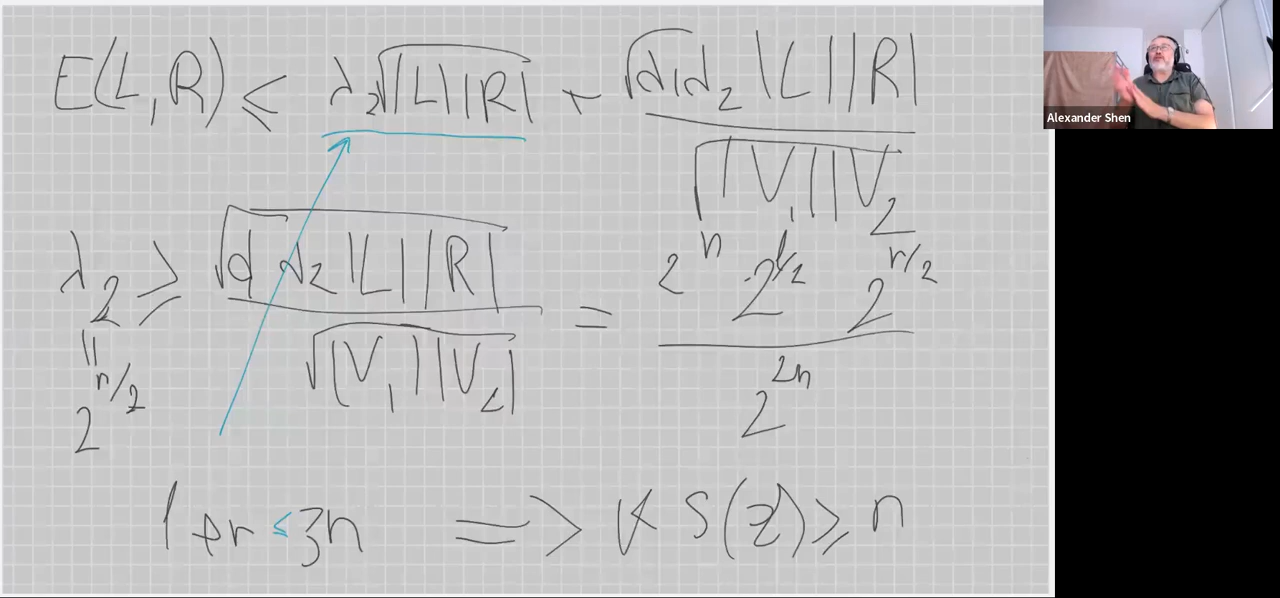 E(L,R) ≤ λ₂√|L||R| + √d₁d₂ |L||R| / √|V₁||V₂|
Alexander Shen
λ₂ ≥ √d d₂ |L||R| / √|V₁||V₂| = 2ⁿ · 2^{l/2} 2^{r/2} / 2^{2n}
||
2^{n/2}
l + r ≤ 3n ⟹ K S(z) ≥ n